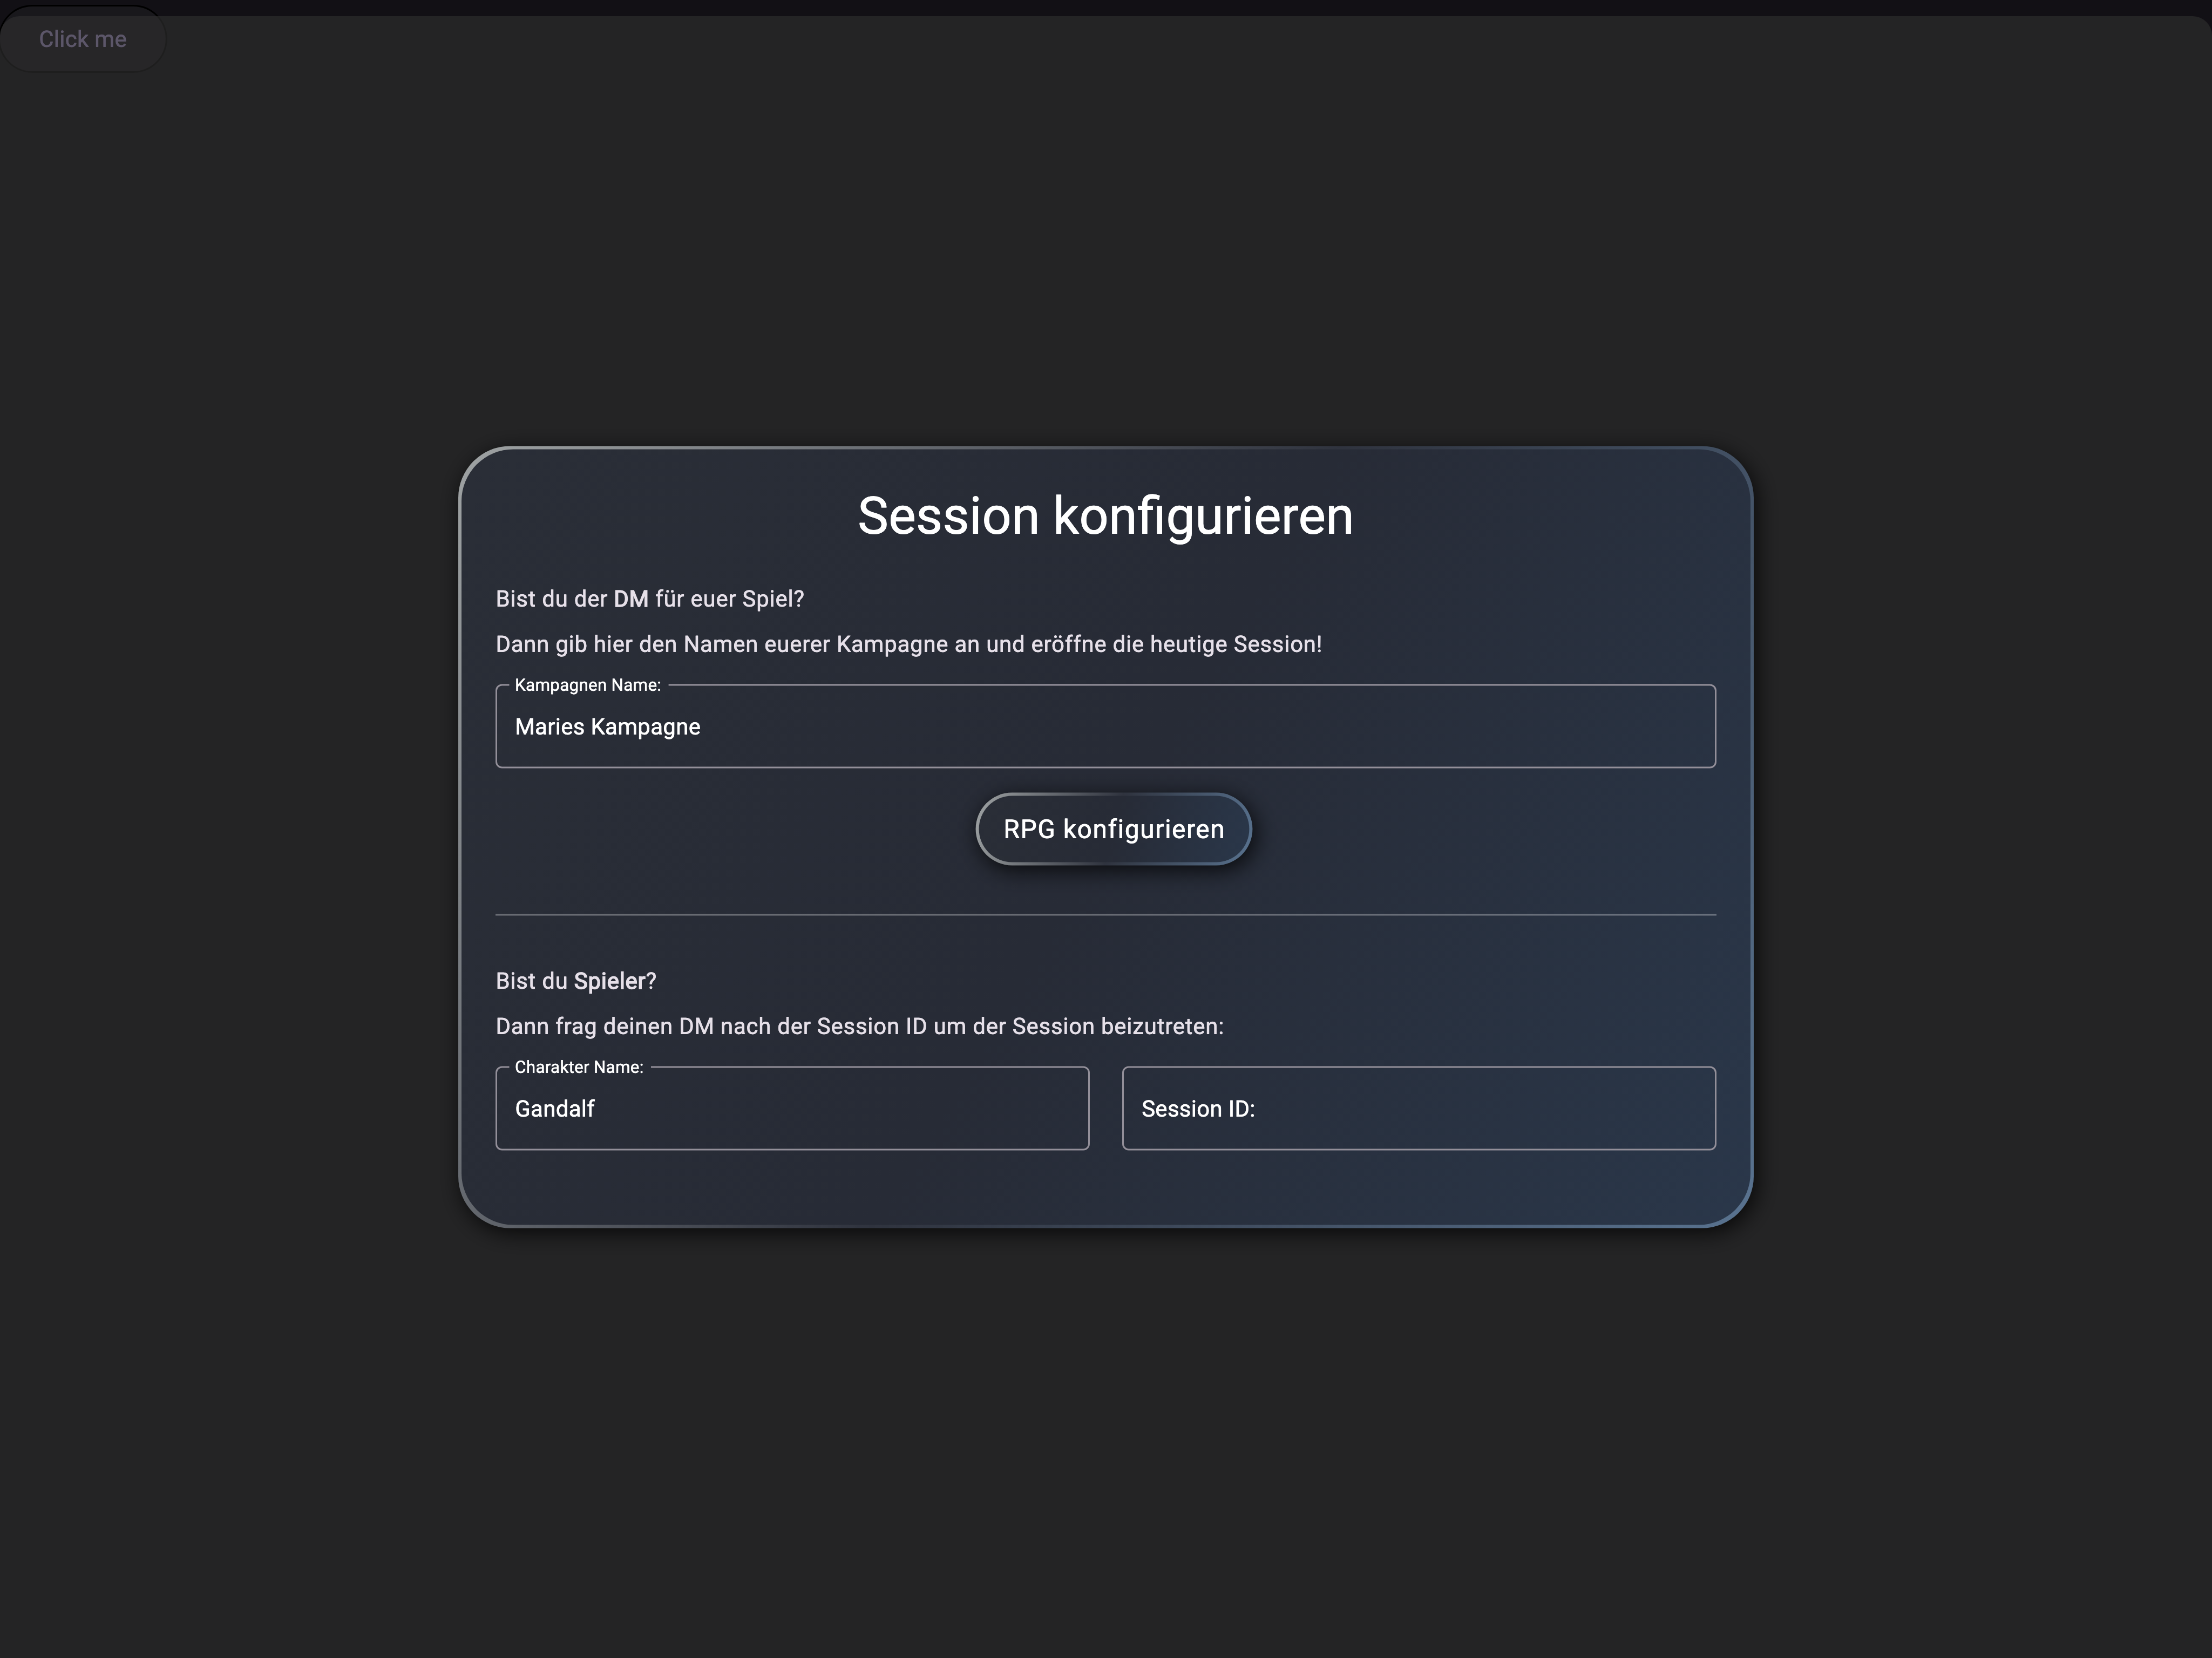 Click me
Session konfigurieren
Bist du der DM für euer Spiel?
Dann gib hier den Namen euerer Kampagne an und eröffne die heutige Session!
Kampagnen Name:
Maries Kampagne
RPG konfigurieren
Bist du Spieler?
Dann frag deinen DM nach der Session ID um der Session beizutreten:
Charakter Name:
Gandalf
Session ID: